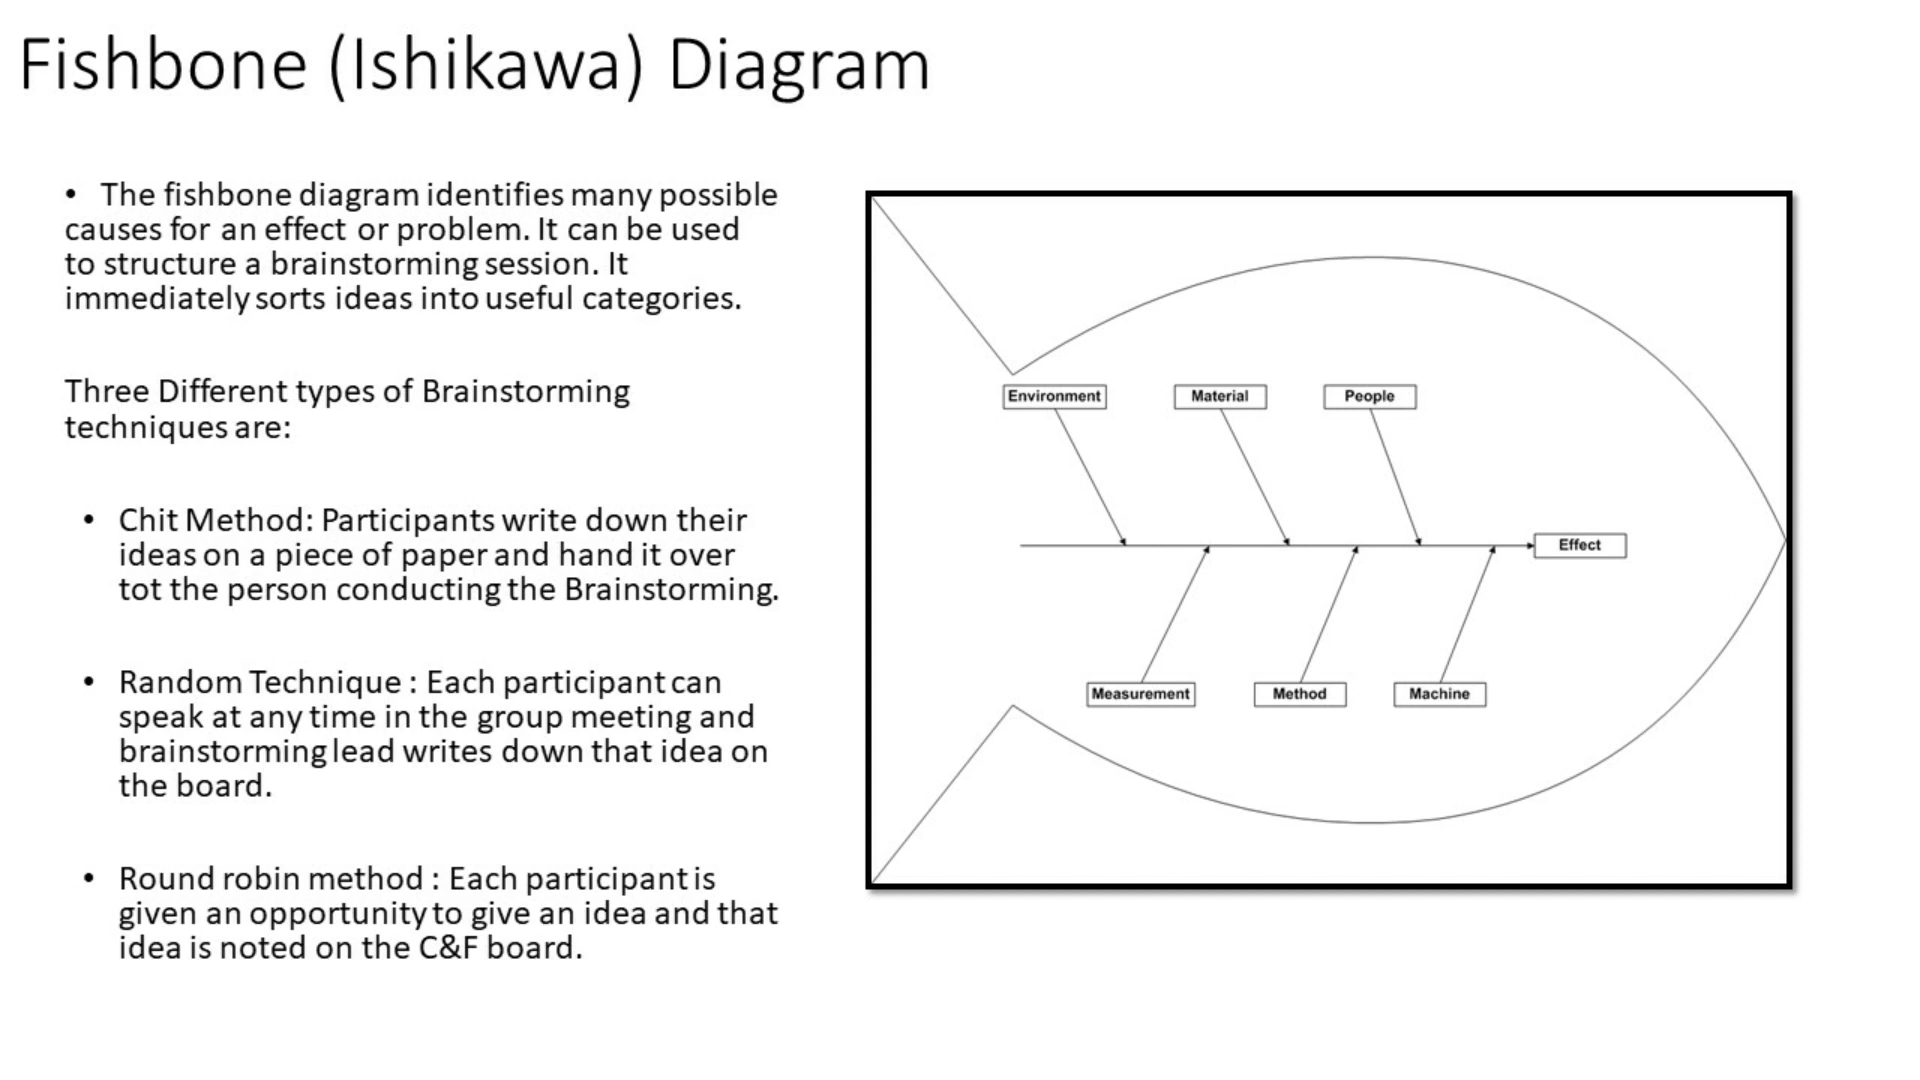 Fishbone (Ishikawa) Diagram
• The fishbone diagram identifies many possible
causes for an effect or problem. It can be used
to structure a brainstorming session. It
immediately sorts ideas into useful categories.
Three Different types of Brainstorming
techniques are:
• Chit Method: Participants write down their
ideas on a piece of paper and hand it over
tot the person conducting the Brainstorming.
• Random Technique : Each participant can
speak at any time in the group meeting and
brainstorming lead writes down that idea on
the board.
• Round robin method : Each participant is
given an opportunity to give an idea and that
idea is noted on the C&F board.
Environment
Material
People
Effect
Measurement
Method
Machine